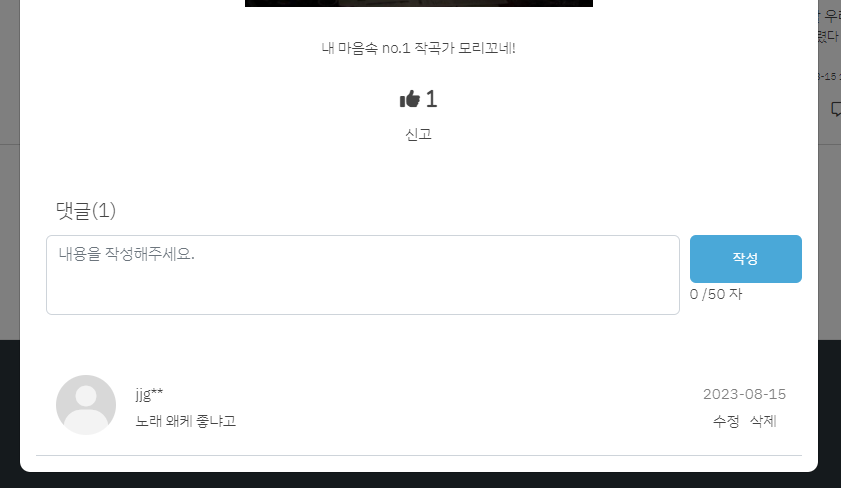 내 마음속 no.1 작곡가 모리꼬네!
1
신고
댓글(1)
내용을 작성해주세요.
작성
0 /50 자
jjg**
2023-08-15
노래 왜케 좋냐고
수정 삭제